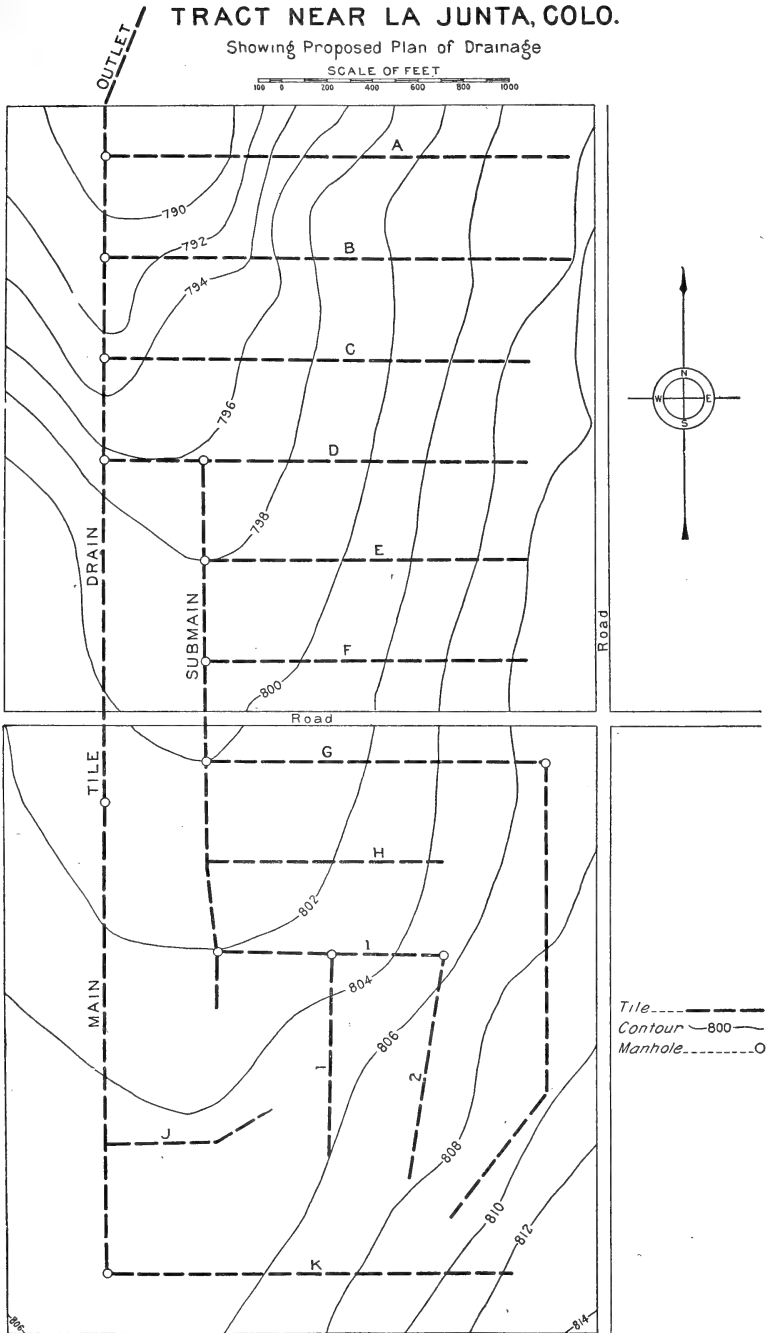 TRACT NEAR LA JUNTA, COLO.
Showing Proposed Plan of Drainage
SCALE OF FEET
100 0 200 400 600 800 1000
OUTLET
A
790
792
B
794
C
796
D
798
DRAIN
E
SUBMAIN
F
800
Road
Road
N
W E
S
G
TILE
H
802
1
804
MAIN
806
1
2
J
808
810
812
K
806
814
Tile
Contour 800
Manhole